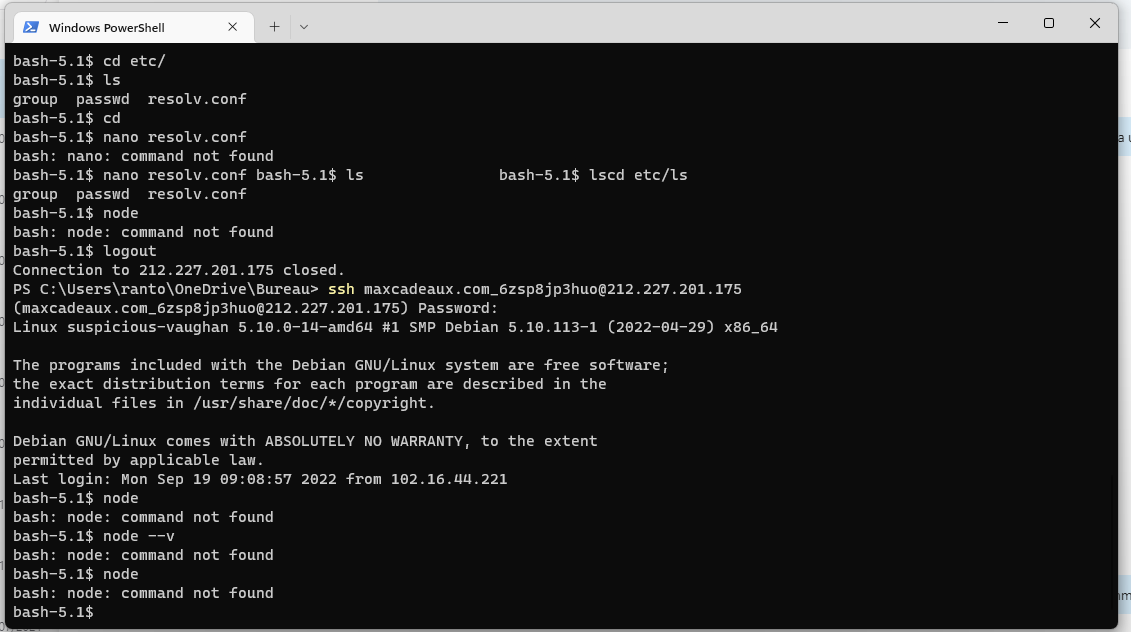 Windows PowerShell
bash-5.1$ cd etc/
bash-5.1$ ls
group  passwd  resolv.conf
bash-5.1$ cd
bash-5.1$ nano resolv.conf
bash: nano: command not found
bash-5.1$ nano resolv.conf bash-5.1$ ls               bash-5.1$ lscd etc/ls
group  passwd  resolv.conf
bash-5.1$ node
bash: node: command not found
bash-5.1$ logout
Connection to 212.227.201.175 closed.
PS C:\Users\ranto\OneDrive\Bureau> ssh maxcadeaux.com_6zsp8jp3huo@212.227.201.175
(maxcadeaux.com_6zsp8jp3huo@212.227.201.175) Password:
Linux suspicious-vaughan 5.10.0-14-amd64 #1 SMP Debian 5.10.113-1 (2022-04-29) x86_64
The programs included with the Debian GNU/Linux system are free software;
the exact distribution terms for each program are described in the
individual files in /usr/share/doc/*/copyright.
Debian GNU/Linux comes with ABSOLUTELY NO WARRANTY, to the extent
permitted by applicable law.
Last login: Mon Sep 19 09:08:57 2022 from 102.16.44.221
bash-5.1$ node
bash: node: command not found
bash-5.1$ node --v
bash: node: command not found
bash-5.1$ node
bash: node: command not found
bash-5.1$